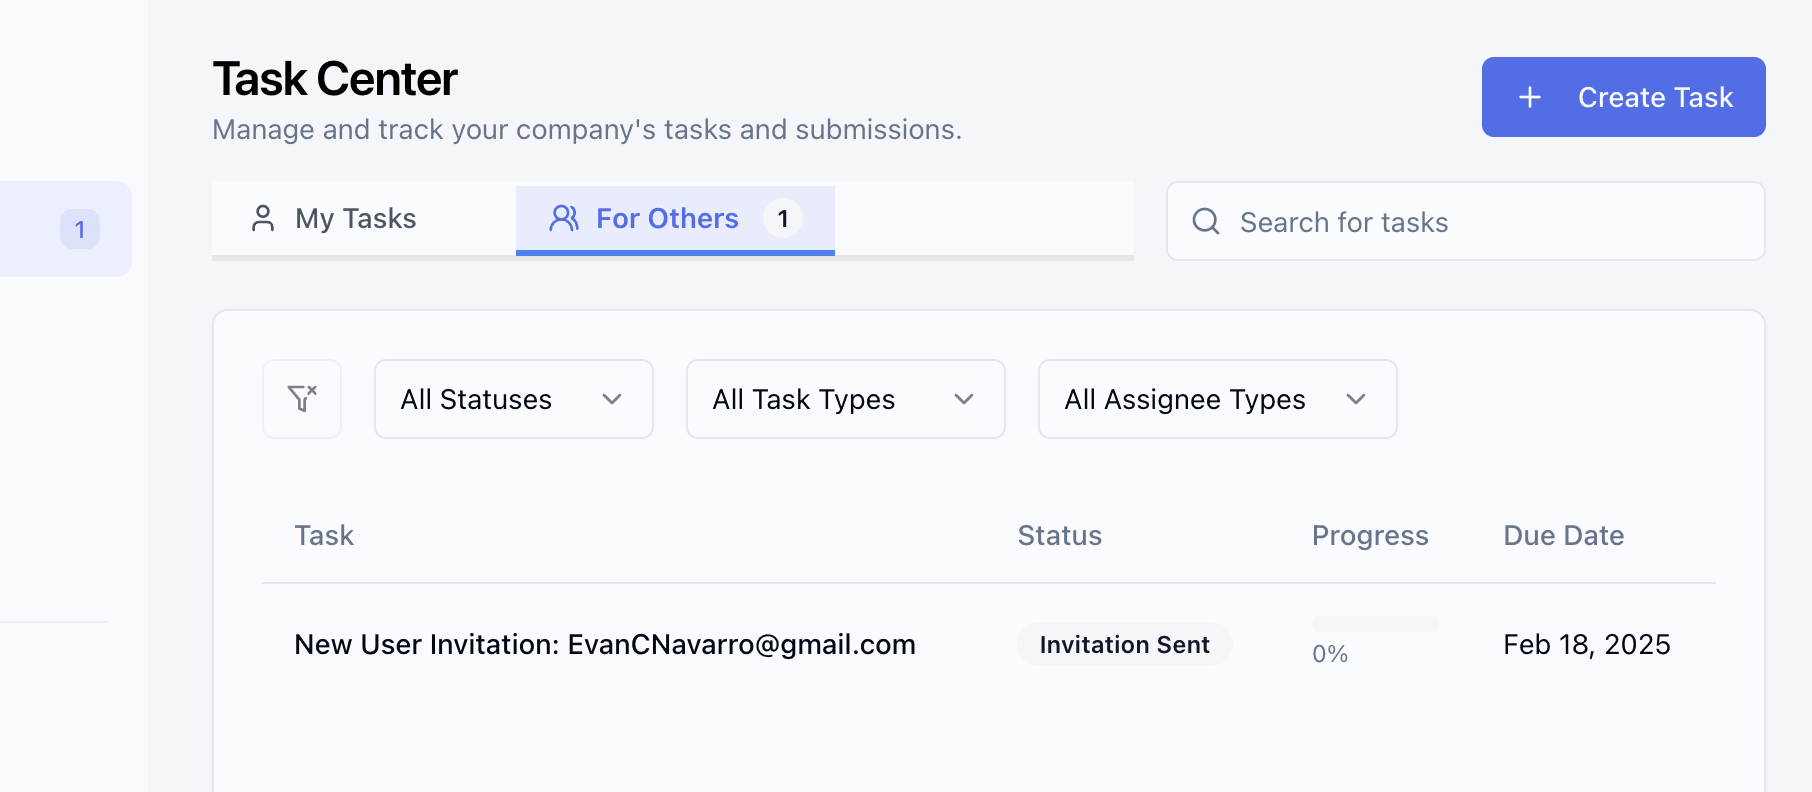 Task Center
Manage and track your company's tasks and submissions.
Create Task
1
My Tasks
For Others 1
Search for tasks
All Statuses
All Task Types
All Assignee Types
Task Status Progress Due Date
New User Invitation: EvanCNavarro@gmail.com Invitation Sent 0% Feb 18, 2025